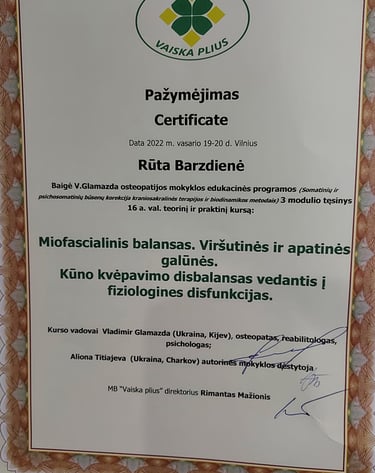 VAISKA PLIUS
Pažymėjimas
Certificate
Data 2022 m. vasario 19-20 d. Vilnius
Rūta Barzdienė
Baigė V.Glamazda osteopatijos mokyklos edukacinės programos (Somatinių ir
psichosomatinių būsenų korekcija kraniosakralinės terapijos ir biodinamikos metodais) 3 modulio tęsinys
16 a. val. teorinį ir praktinį kursą:
Miofascialinis balansas. Viršutinės ir apatinės
galūnės.
Kūno kvėpavimo disbalansas vedantis į
fiziologines disfunkcijas.
Kurso vadovai Vladimir Glamazda (Ukraina, Kijev), osteopatas, reabilitologas,
psichologas;
Aliona Titiajeva (Ukraina, Charkov) autorinės mokyklos dėstytoja
MB "Vaiska plius" direktorius Rimantas Mažionis